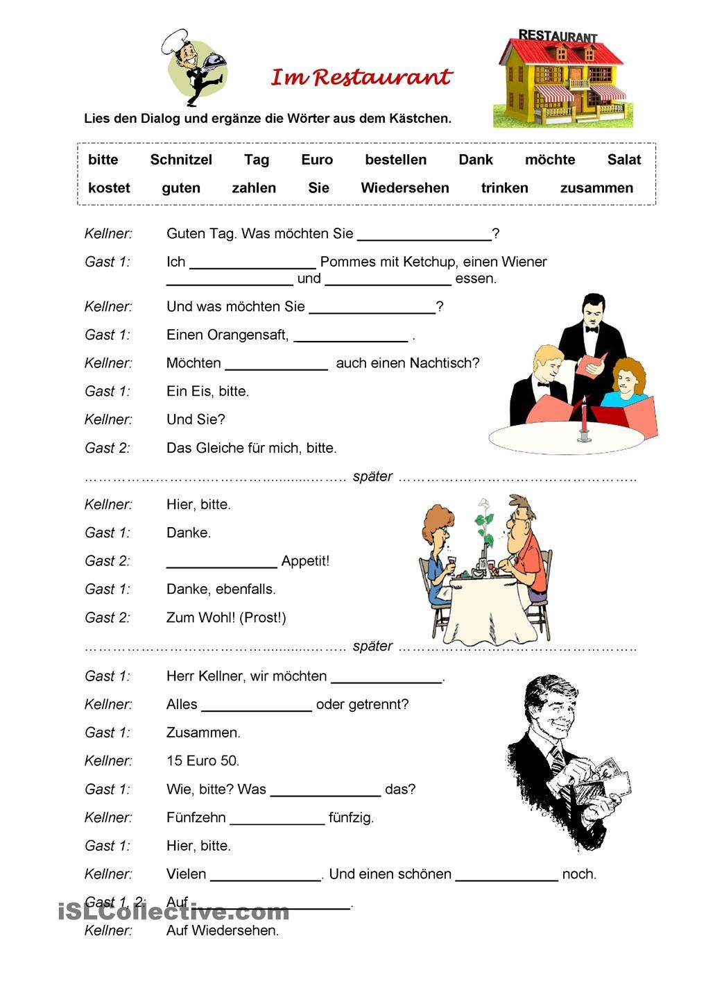 RESTAURANT
Im Restaurant
Lies den Dialog und ergänze die Wörter aus dem Kästchen.
bitte Schnitzel Tag Euro bestellen Dank möchte Salat
kostet guten zahlen Sie Wiedersehen trinken zusammen
Kellner: Guten Tag. Was möchten Sie ________________?
Gast 1: Ich _______________ Pommes mit Ketchup, einen Wiener
_______________ und _______________ essen.
Kellner: Und was möchten Sie _______________?
Gast 1: Einen Orangensaft, ______________ .
Kellner: Möchten ____________ auch einen Nachtisch?
Gast 1: Ein Eis, bitte.
Kellner: Und Sie?
Gast 2: Das Gleiche für mich, bitte.
………………………………………… später …………………………………………
Kellner: Hier, bitte.
Gast 1: Danke.
Gast 2: _____________ Appetit!
Gast 1: Danke, ebenfalls.
Gast 2: Zum Wohl! (Prost!)
………………………………………… später …………………………………………
Gast 1: Herr Kellner, wir möchten _____________.
Kellner: Alles _____________ oder getrennt?
Gast 1: Zusammen.
Kellner: 15 Euro 50.
Gast 1: Wie, bitte? Was _____________ das?
Kellner: Fünfzehn ___________ fünfzig.
Gast 1: Hier, bitte.
Kellner: Vielen _____________. Und einen schönen ____________ noch.
Gast 1, 2: Auf ___________________.
iSLCollective.com
Kellner: Auf Wiedersehen.